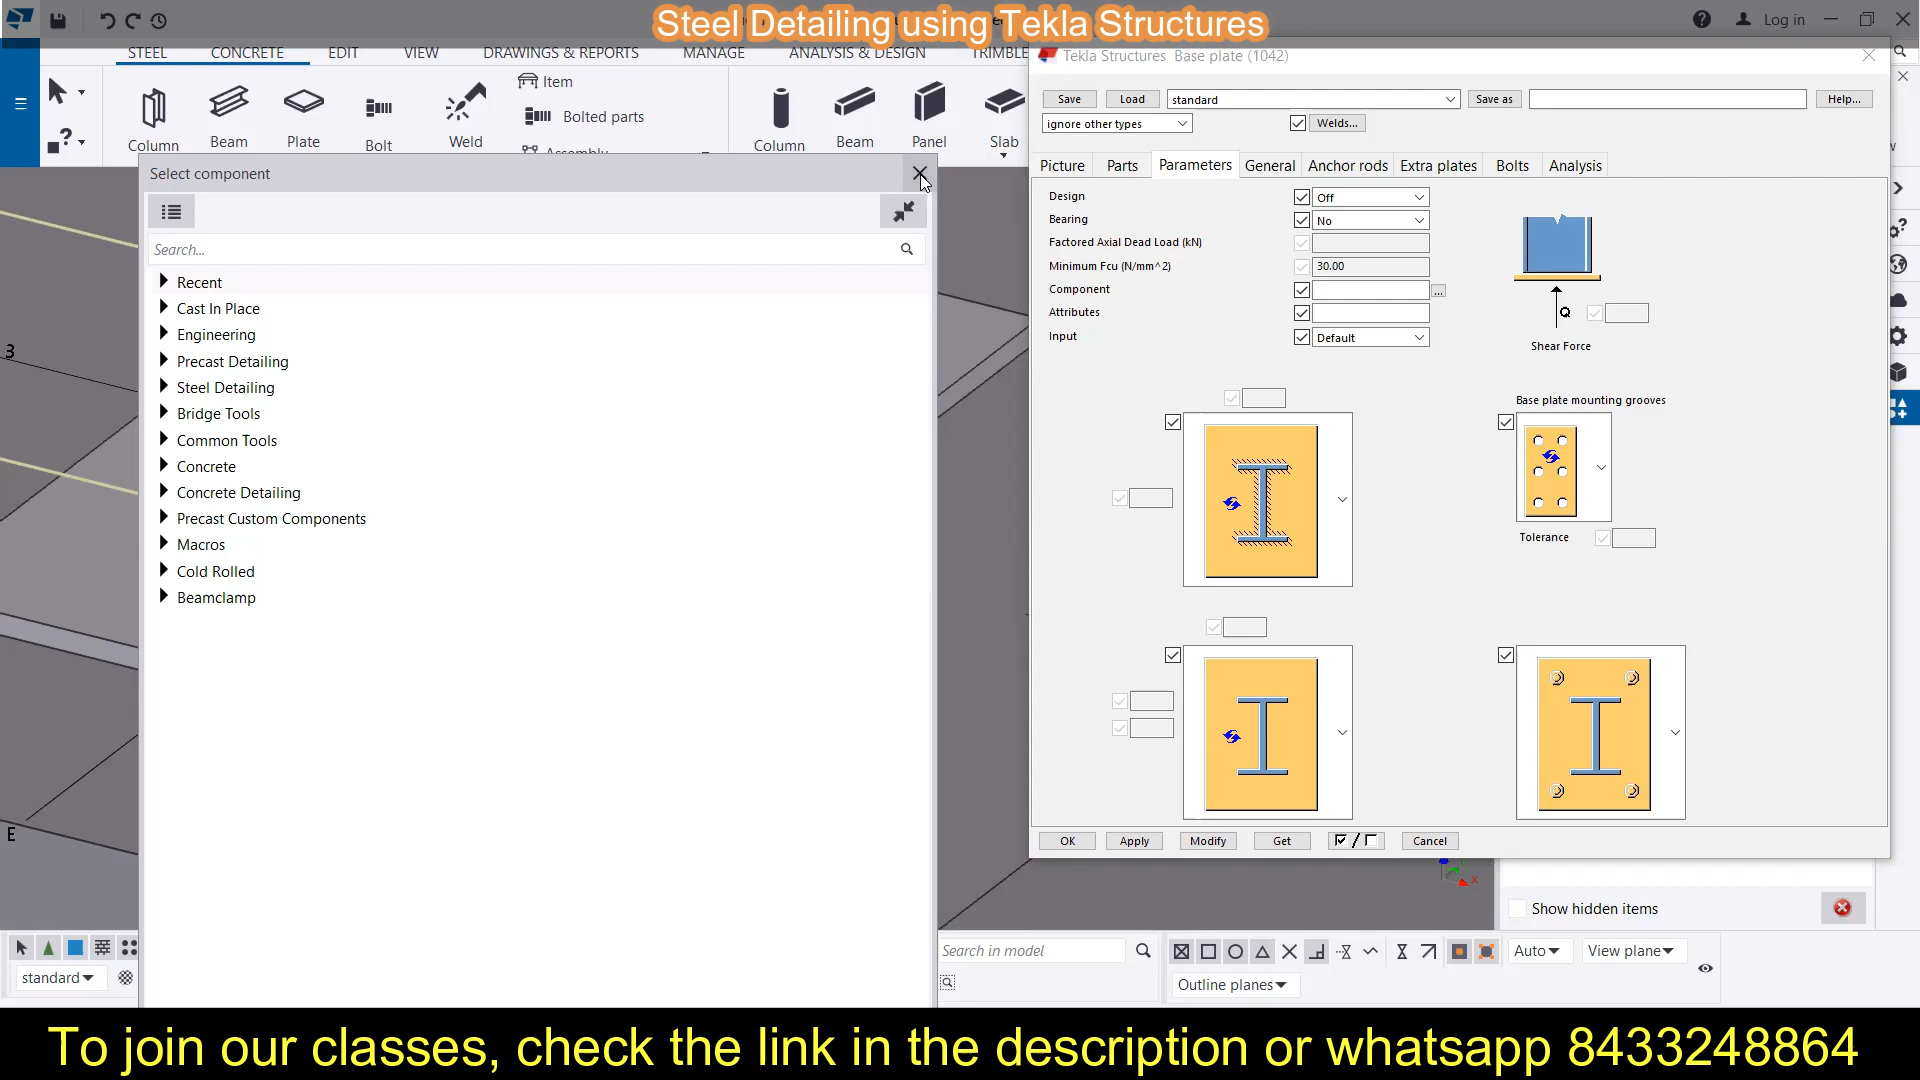 Steel Detailing using Tekla Structures
Log in
STEEL CONCRETE EDIT VIEW DRAWINGS & REPORTS MANAGE ANALYSIS & DESIGN TRIMBLE
Column Beam Plate Bolt Weld
Item
Bolted parts
Assembly
Column Beam Panel Slab
Select component
Search...
Recent
Cast In Place
Engineering
Precast Detailing
Steel Detailing
Bridge Tools
Common Tools
Concrete
Concrete Detailing
Precast Custom Components
Macros
Cold Rolled
Beamclamp
3
E
Tekla Structures Base plate (1042)
Save Load standard Save as Help...
ignore other types Welds...
Picture Parts Parameters General Anchor rods Extra plates Bolts Analysis
Design Off
Bearing No
Factored Axial Dead Load (kN)
Minimum Fcu (N/mm^2) 30.00
Component ...
Attributes
Input Default
Q
Shear Force
Base plate mounting grooves
Tolerance
OK Apply Modify Get / Cancel
x
Show hidden items
standard
Search in model
Auto View plane
Outline planes
To join our classes, check the link in the description or whatsapp 8433248864